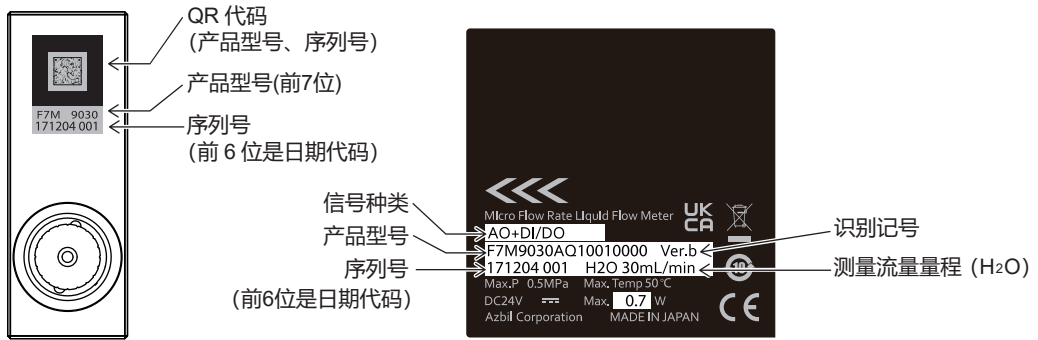 QR 代码
(产品型号、序列号)
产品型号(前7位)
F7M 9030
171204 001
序列号
(前 6 位是日期代码)
信号种类
产品型号
序列号
(前6位是日期代码)
Micro Flow Rate Liquid Flow Meter
UK
CA
AO+DI/DO
F7M9030AQ10010000 Ver.b
171204 001 H2O 30mL/min
Max.P 0.5MPa Max. Temp 50℃
DC24V Max. 0.7 W
Azbil Corporation MADE IN JAPAN
10
CE
识别记号
测量流量量程 (H2O)